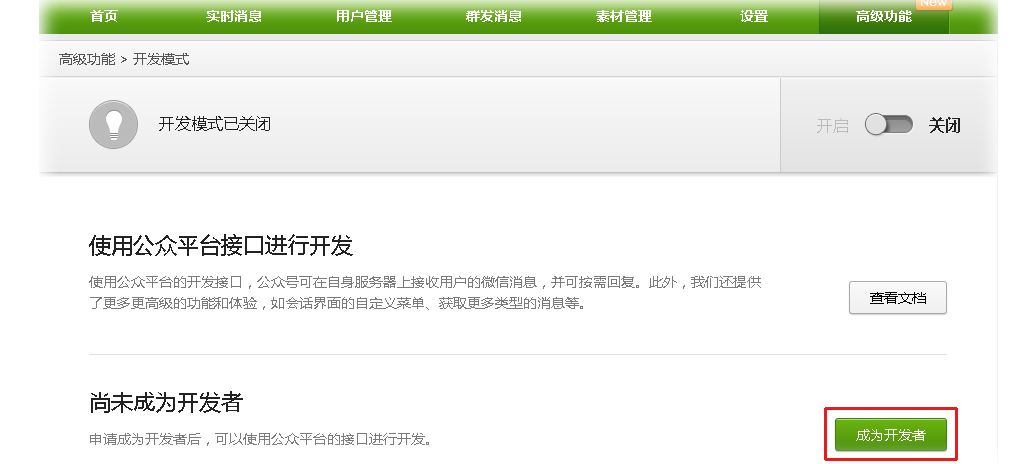 首页 实时消息 用户管理 群发消息 素材管理 设置 高级功能 New
高级功能 > 开发模式
开发模式已关闭 开启 关闭
使用公众平台接口进行开发
使用公众平台的开发接口，公众号可在自身服务器上接收用户的微信消息，并可按需回复。此外，我们还提供
了更多更高级的功能和体验，如会话界面的自定义菜单、获取更多类型的消息等。
查看文档
尚未成为开发者
申请成为开发者后，可以使用公众平台的接口进行开发。
成为开发者